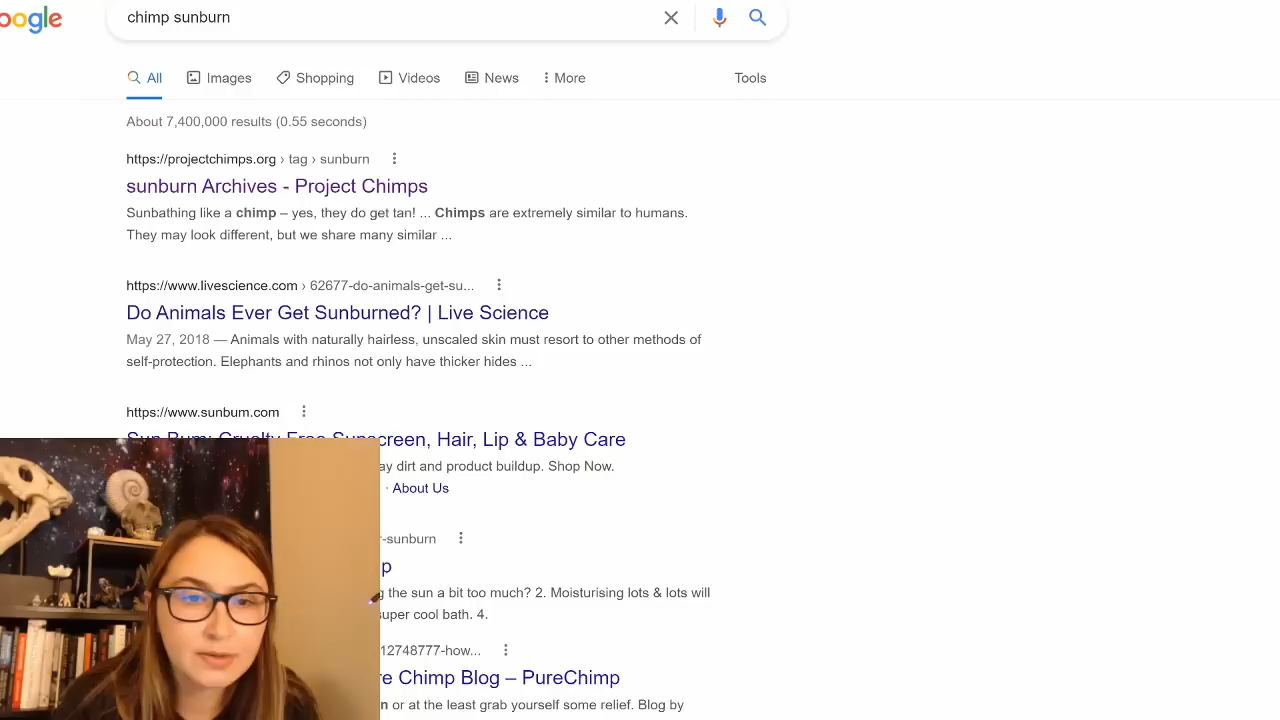 oogle
chimp sunburn
All Images Shopping Videos News More Tools
About 7,400,000 results (0.55 seconds)
https://projectchimps.org › tag › sunburn
sunburn Archives - Project Chimps
Sunbathing like a chimp – yes, they do get tan! ... Chimps are extremely similar to humans.
They may look different, but we share many similar ...
https://www.livescience.com › 62677-do-animals-get-su...
Do Animals Ever Get Sunburned? | Live Science
May 27, 2018 — Animals with naturally hairless, unscaled skin must resort to other methods of
self-protection. Elephants and rhinos not only have thicker hides ...
https://www.sunbum.com
Sun Bum: Cruelty Free Sunscreen, Hair, Lip & Baby Care
ay dirt and product buildup. Shop Now.
· About Us
r-sunburn
p
g the sun a bit too much? 2. Moisturising lots & lots will
super cool bath. 4.
12748777-how...
e Chimp Blog – PureChimp
n or at the least grab yourself some relief. Blog by